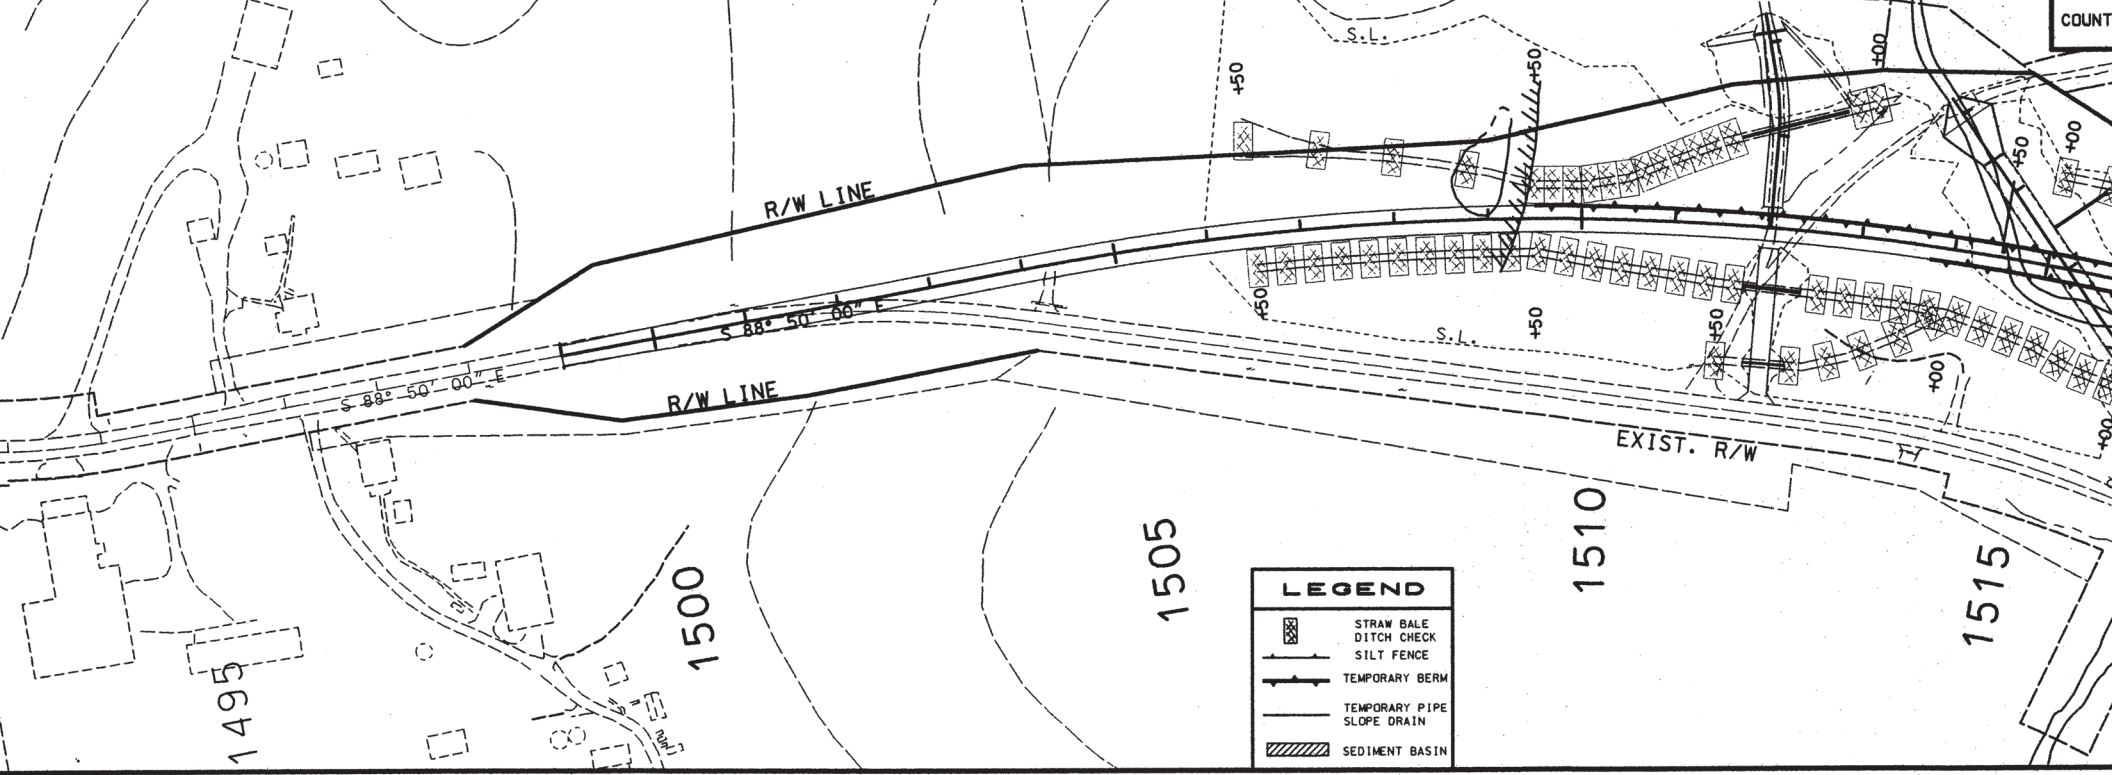 COUNT
S.L.
+50
+50
+00
+50
+00
R/W LINE
S 88° 50' 00" E
S 88° 50' 00" E
R/W LINE
+50
S.L.
+50
+50
+00
+00
EXIST. R/W
1495
1500
1505
1510
1515
LEGEND
STRAW BALE
DITCH CHECK
SILT FENCE
TEMPORARY BERM
TEMPORARY PIPE
SLOPE DRAIN
SEDIMENT BASIN